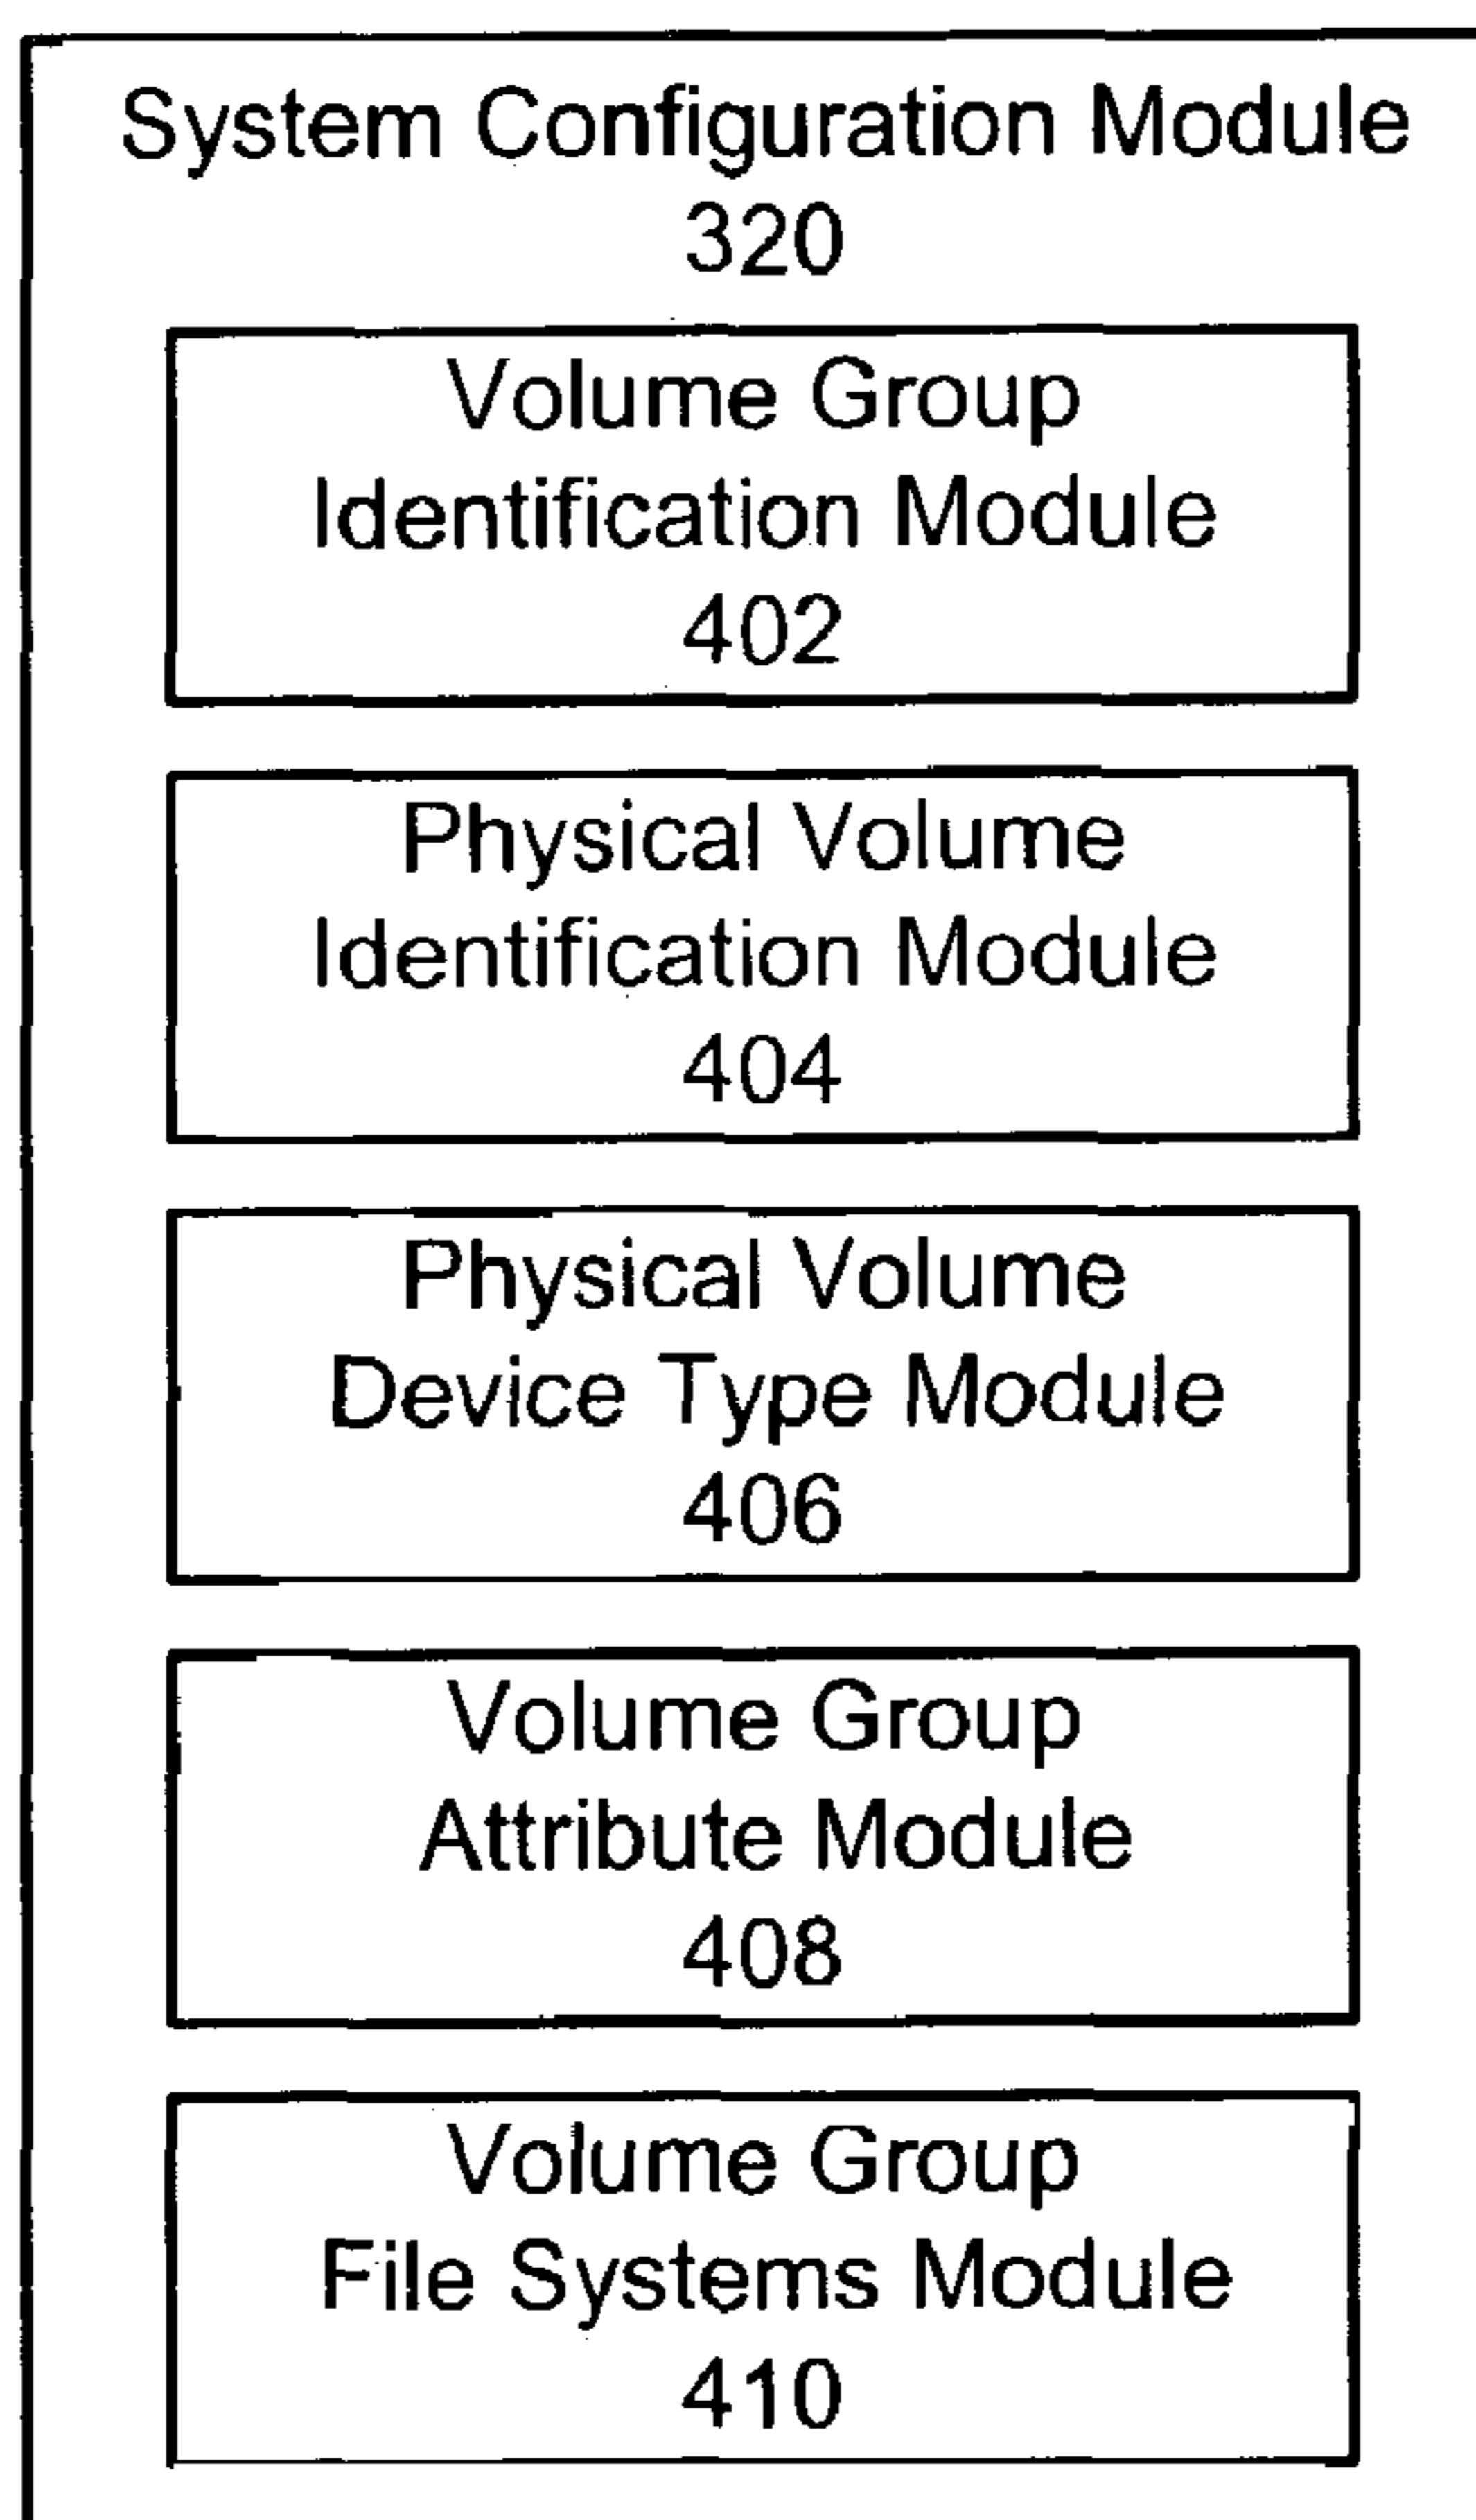 System Configuration Module
320
Volume Group
Identification Module
402
Physical Volume
Identification Module
404
Physical Volume
Device Type Module
406
Volume Group
Attribute Module
408
Volume Group
File Systems Module
410